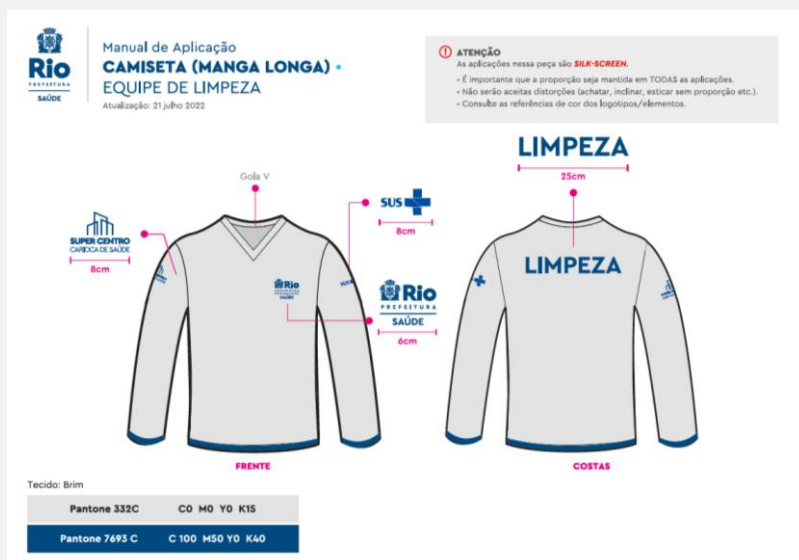 Rio
PREFEITURA
SAÚDE
Manual de Aplicação
CAMISETA (MANGA LONGA)
EQUIPE DE LIMPEZA
Atualização: 21 julho 2022
ATENÇÃO
As aplicações nessa peça são SILK-SCREEN.
- É importante que a proporção seja mantida em TODAS as aplicações.
- Não serão aceitas distorções (achatar, inclinar, esticar sem proporção etc.).
- Consulte as referências de cor dos logotipos/elementos.
LIMPEZA
25cm
Gola V
SUS
8cm
SUPER CENTRO
CARIOCA DE SAÚDE
8cm
Rio
SUS
Rio
PREFEITURA
SAÚDE
6cm
LIMPEZA
FRENTE
COSTAS
Tecido: Brim
Pantone 332C C0 M0 Y0 K15
Pantone 7693 C C 100 M50 Y0 K40